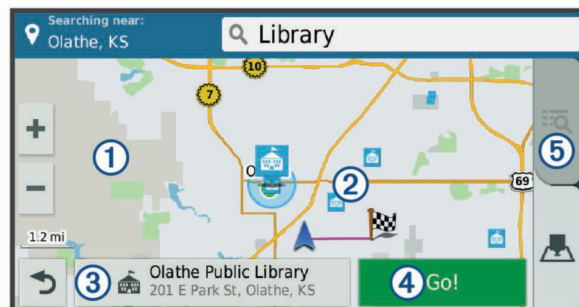 Searching near:
Olathe, KS
Library
10
7
+
1
5
O
2
69
−
1.2 mi
3
Olathe Public Library
201 E Park St, Olathe, KS
4
Go!